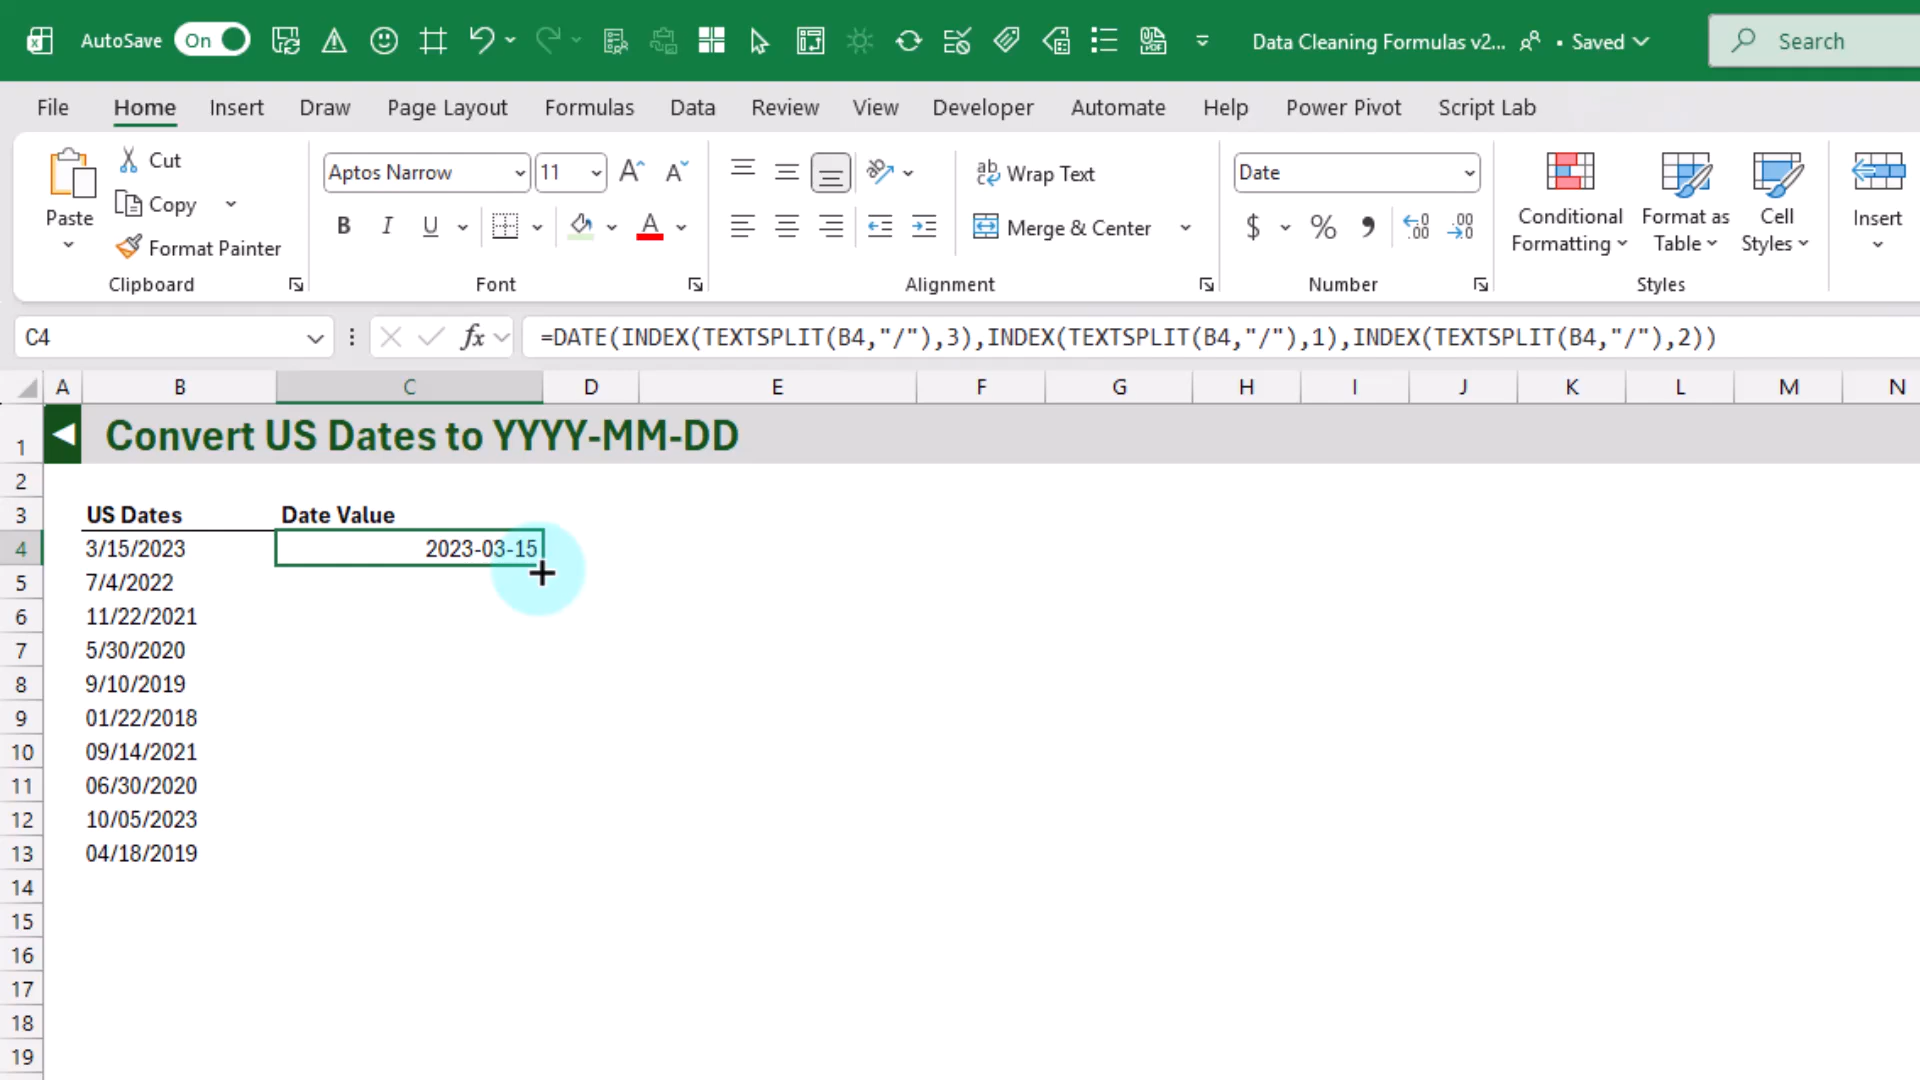 AutoSave On Data Cleaning Formulas v2... • Saved Search
File Home Insert Draw Page Layout Formulas Data Review View Developer Automate Help Power Pivot Script Lab
Paste
Cut
Copy
Format Painter
Clipboard
Aptos Narrow 11
B I U A
Font
Wrap Text
Merge & Center
Alignment
Date
$ % 9
Number
Conditional Formatting
Format as Table
Cell Styles
Styles
Insert
C4 fx =DATE(INDEX(TEXTSPLIT(B4,"/"),3),INDEX(TEXTSPLIT(B4,"/"),1),INDEX(TEXTSPLIT(B4,"/"),2))
A B C D E F G H I J K L M N
1 Convert US Dates to YYYY-MM-DD
2
3 US Dates Date Value
4 3/15/2023 2023-03-15
5 7/4/2022
6 11/22/2021
7 5/30/2020
8 9/10/2019
9 01/22/2018
10 09/14/2021
11 06/30/2020
12 10/05/2023
13 04/18/2019
14
15
16
17
18
19